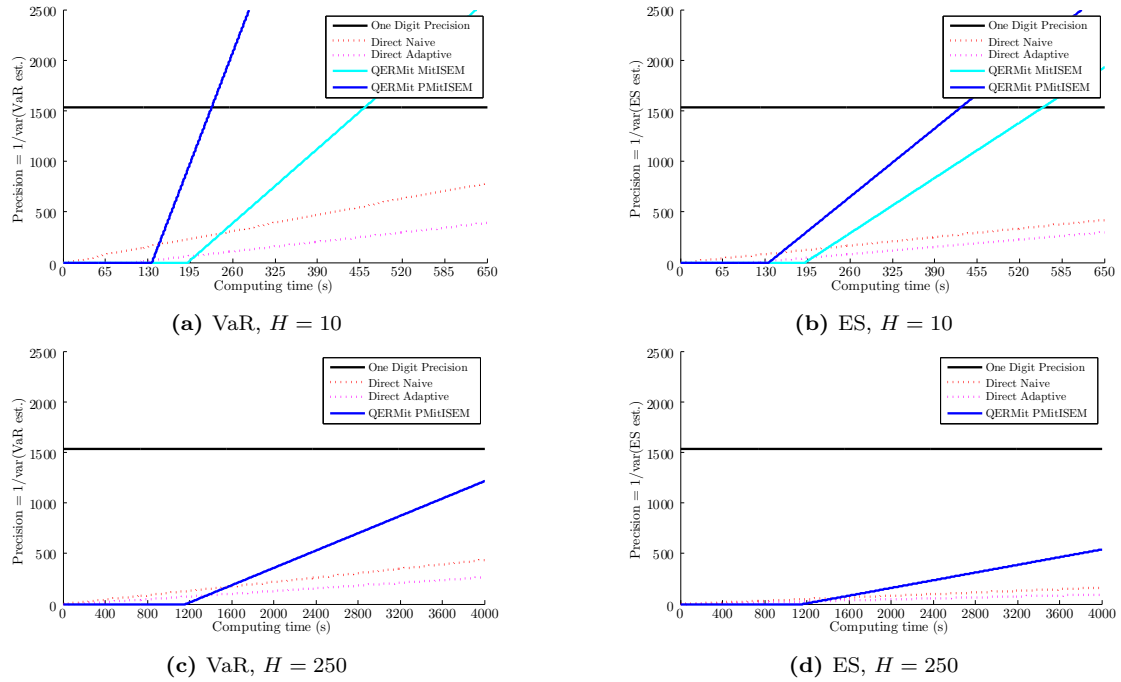 2500
2000
1500
1000
500
0
Precision = 1/var(VaR est.)
One Digit Precision
Direct Naive
Direct Adaptive
QERMit MitISEM
QERMit PMitISEM
0 65 130 195 260 325 390 455 520 585 650
Computing time (s)
(a) VaR, H = 10
2500
2000
1500
1000
500
0
Precision = 1/var(ES est.)
One Digit Precision
Direct Naive
Direct Adaptive
QERMit MitISEM
QERMit PMitISEM
0 65 130 195 260 325 390 455 520 585 650
Computing time (s)
(b) ES, H = 10
2500
2000
1500
1000
500
0
Precision = 1/var(VaR est.)
One Digit Precision
Direct Naive
Direct Adaptive
QERMit PMitISEM
0 400 800 1200 1600 2000 2400 2800 3200 3600 4000
Computing time (s)
(c) VaR, H = 250
2500
2000
1500
1000
500
0
Precision = 1/var(ES est.)
One Digit Precision
Direct Naive
Direct Adaptive
QERMit PMitISEM
0 400 800 1200 1600 2000 2400 2800 3200 3600 4000
Computing time (s)
(d) ES, H = 250